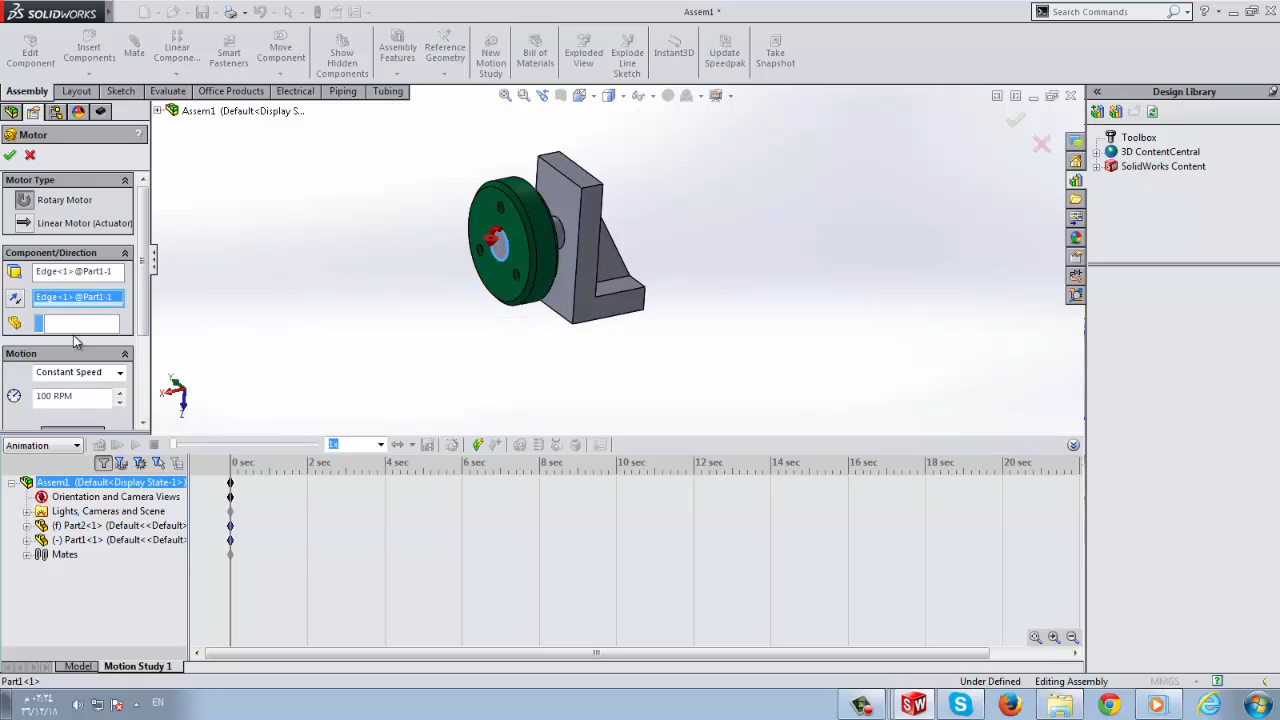 SOLIDWORKS
Assem1 *
Search Commands
Edit Component
Insert Components
Mate
Linear Compone...
Smart Fasteners
Move Component
Show Hidden Components
Assembly Features
Reference Geometry
New Motion Study
Bill of Materials
Exploded View
Explode Line Sketch
Instant3D
Update Speedpak
Take Snapshot
Assembly
Layout
Sketch
Evaluate
Office Products
Electrical
Piping
Tubing
Design Library
Motor
?
Assem1 (Default<Display S...
Toolbox
3D ContentCentral
SolidWorks Content
Motor Type
Rotary Motor
Linear Motor (Actuator)
Component/Direction
Edge<1>@Part1-1
Edge<1>@Part1-1
Motion
Constant Speed
100 RPM
X
Y
Z
Animation
1x
0 sec
2 sec
4 sec
6 sec
8 sec
10 sec
12 sec
14 sec
16 sec
18 sec
20 sec
Assem1 (Default<Display State-1>)
Orientation and Camera Views
Lights, Cameras and Scene
(f) Part2<1> (Default<<Default>
(-) Part1<1> (Default<<Default>
Mates
Model
Motion Study 1
Part1<1>
Under Defined
Editing Assembly
MMGS
?
EN